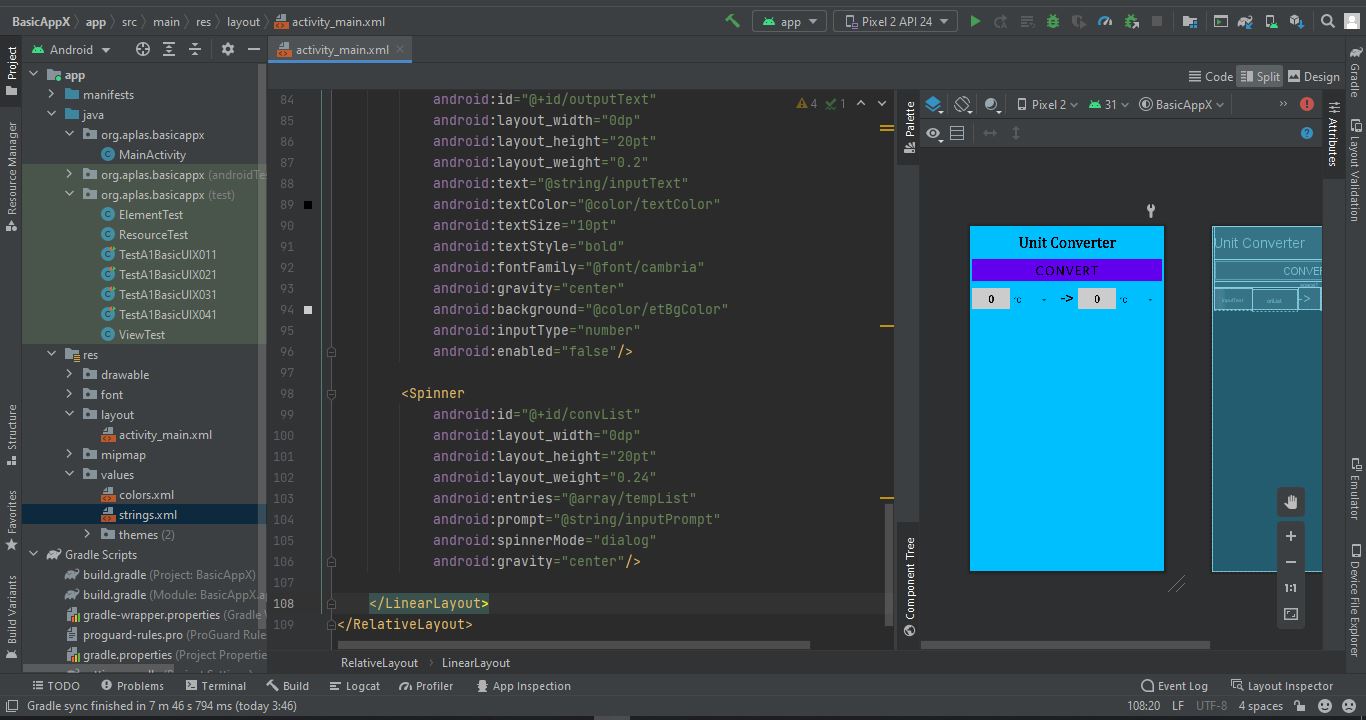 BasicAppX app src main res layout activity_main.xml app Pixel 2 API 24
Android activity_main.xml
Code Split Design
Project
Resource Manager
Structure
Favorites
Build Variants
app
manifests
java
org.aplas.basicappx
MainActivity
org.aplas.basicappx (androidTe
org.aplas.basicappx (test)
ElementTest
ResourceTest
TestA1BasicUIX011
TestA1BasicUIX021
TestA1BasicUIX031
TestA1BasicUIX041
ViewTest
res
drawable
font
layout
activity_main.xml
mipmap
values
colors.xml
strings.xml
themes (2)
Gradle Scripts
build.gradle (Project: BasicAppX)
build.gradle (Module: BasicAppX.a
gradle-wrapper.properties (Gradle V
proguard-rules.pro (ProGuard Rule
gradle.properties (Project Propertie
84 android:id="@+id/outputText"
85 android:layout_width="0dp"
86 android:layout_height="20pt"
87 android:layout_weight="0.2"
88 android:text="@string/inputText"
89 android:textColor="@color/textColor"
90 android:textSize="10pt"
91 android:textStyle="bold"
92 android:fontFamily="@font/cambria"
93 android:gravity="center"
94 android:background="@color/etBgColor"
95 android:inputType="number"
96 android:enabled="false"/>
97
98 <Spinner
99 android:id="@+id/convList"
100 android:layout_width="0dp"
101 android:layout_height="20pt"
102 android:layout_weight="0.24"
103 android:entries="@array/tempList"
104 android:prompt="@string/inputPrompt"
105 android:spinnerMode="dialog"
106 android:gravity="center"/>
107
108 </LinearLayout>
109 </RelativeLayout>
4 1
RelativeLayout LinearLayout
Palette
Component Tree
Pixel 2 31 BasicAppX
Unit Converter
CONVERT
0 °C -> 0 °C
Unit Converter
CONVER
inputText oriList ->
1:1
Gradle
Attributes
Layout Validation
Emulator
Device File Explorer
TODO Problems Terminal Build Logcat Profiler App Inspection Event Log Layout Inspector
Gradle sync finished in 7 m 46 s 794 ms (today 3:46) 108:20 LF UTF-8 4 spaces